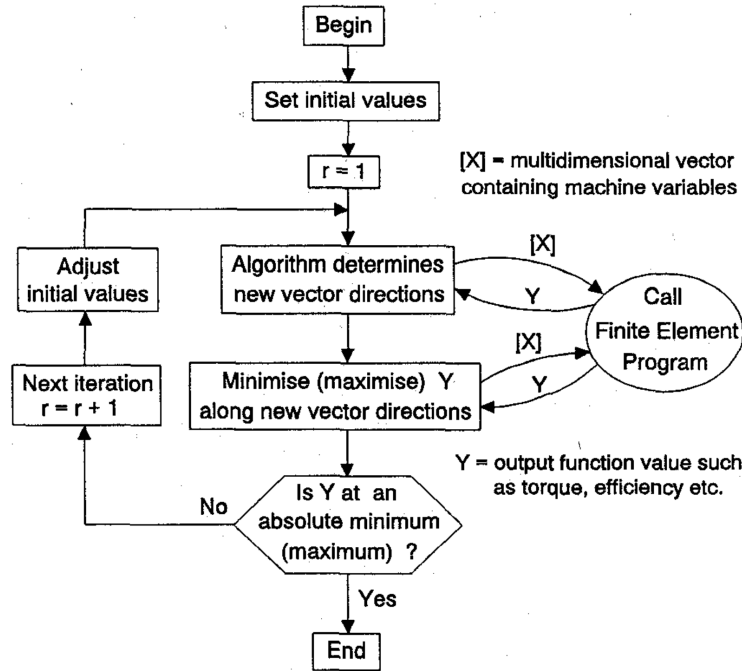 Begin
Set initial values
r = 1
[X] = multidimensional vector
containing machine variables
Adjust
initial values
Algorithm determines
new vector directions
[X]
Y
Call
Finite Element
Program
Next iteration
r = r + 1
Minimise (maximise) Y
along new vector directions
[X]
Y
Y = output function value such
as torque, efficiency etc.
No
Is Y at an
absolute minimum
(maximum) ?
Yes
End